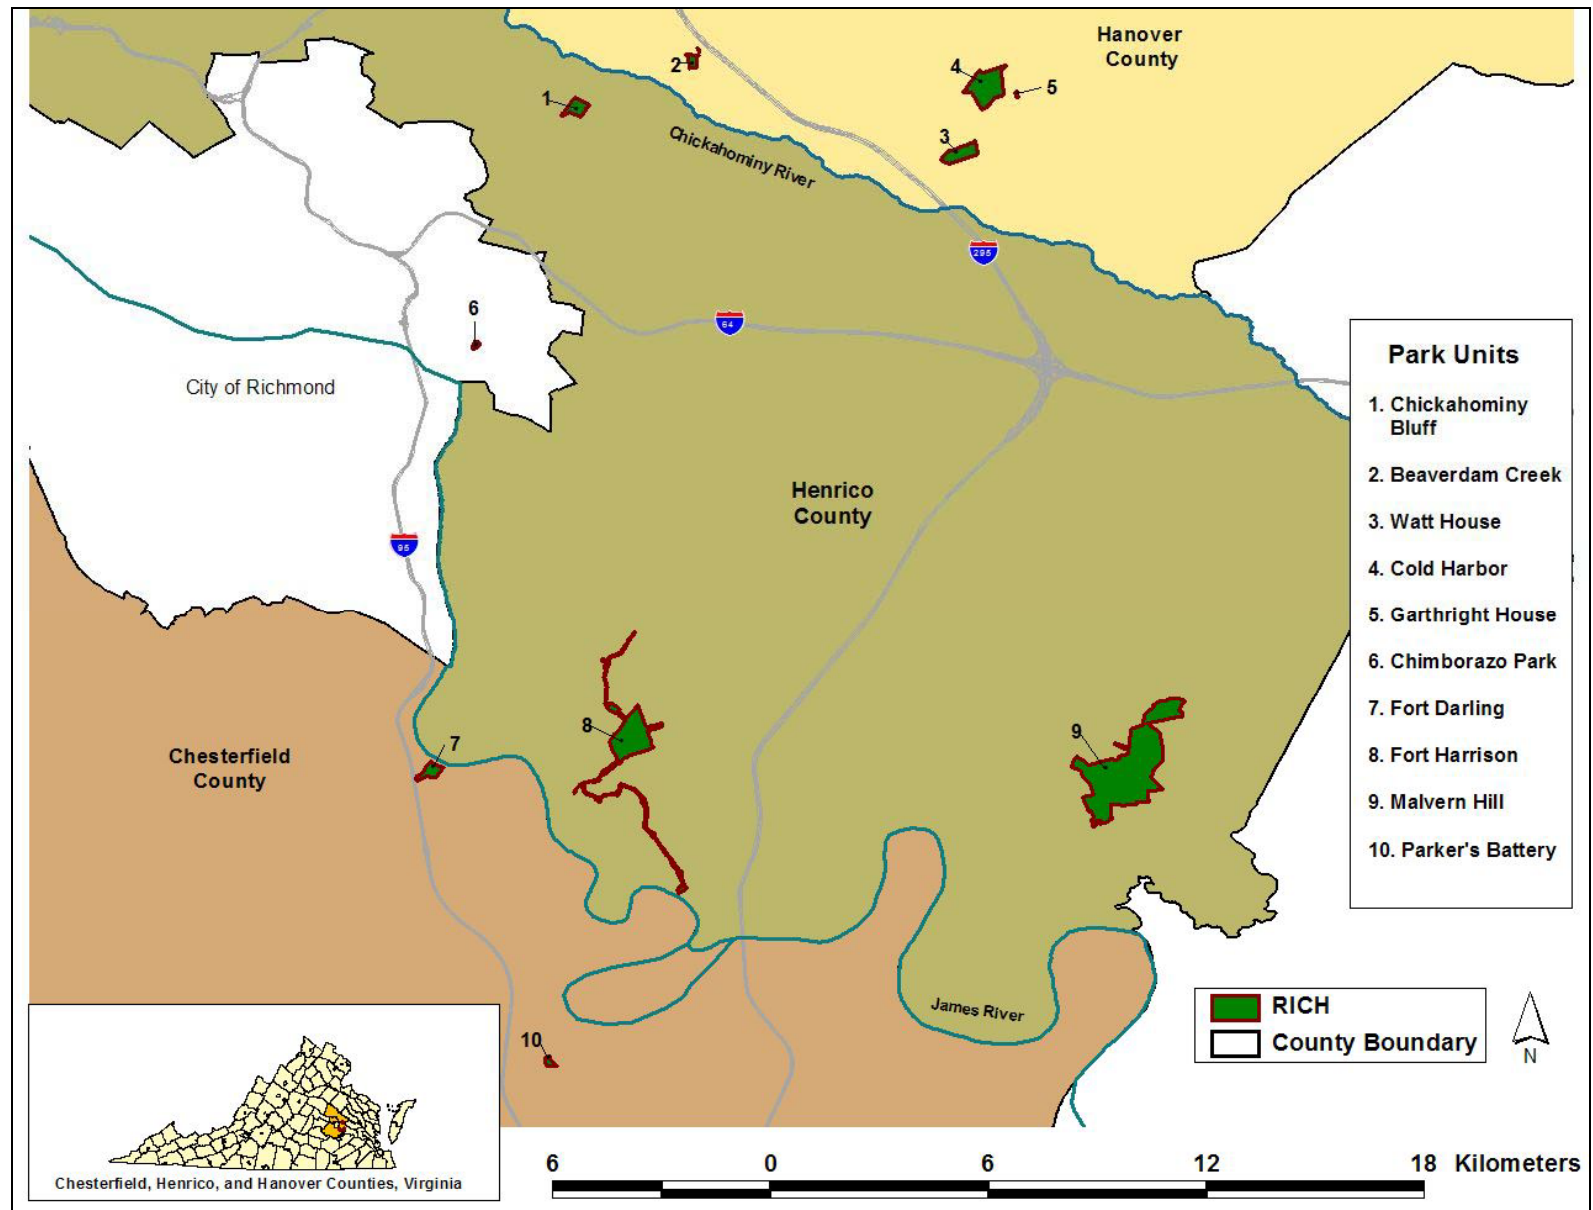 Hanover
County
2
4
5
1
3
Chickahominy River
295
6
64
City of Richmond
Park Units
1. Chickahominy
Bluff
2. Beaverdam Creek
3. Watt House
4. Cold Harbor
5. Garthright House
6. Chimborazo Park
7. Fort Darling
8. Fort Harrison
9. Malvern Hill
10. Parker's Battery
Henrico
County
95
8
9
7
Chesterfield
County
James River
10
RICH
County Boundary
N
Chesterfield, Henrico, and Hanover Counties, Virginia
6 0 6 12 18 Kilometers